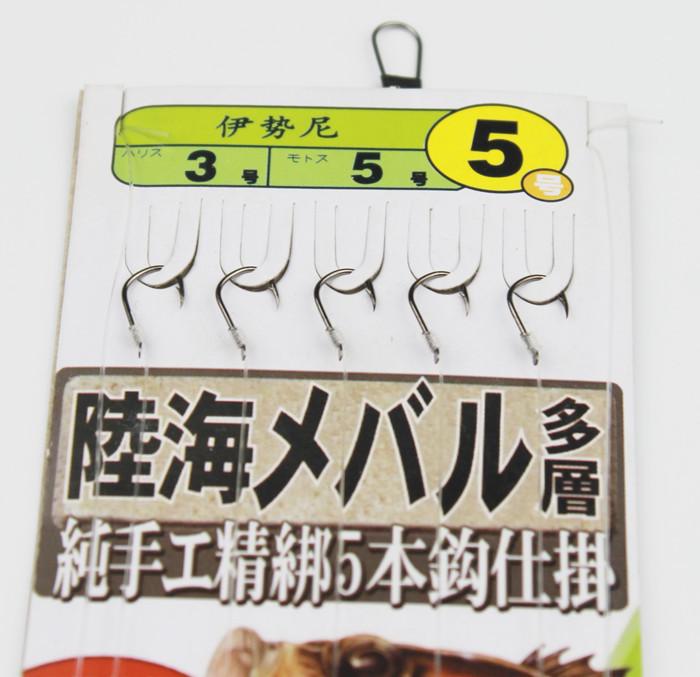 伊勢尼
ハリス 3号 モトス 5号
5号
陸海メバル 多層
純手工精綁5本鈎仕掛